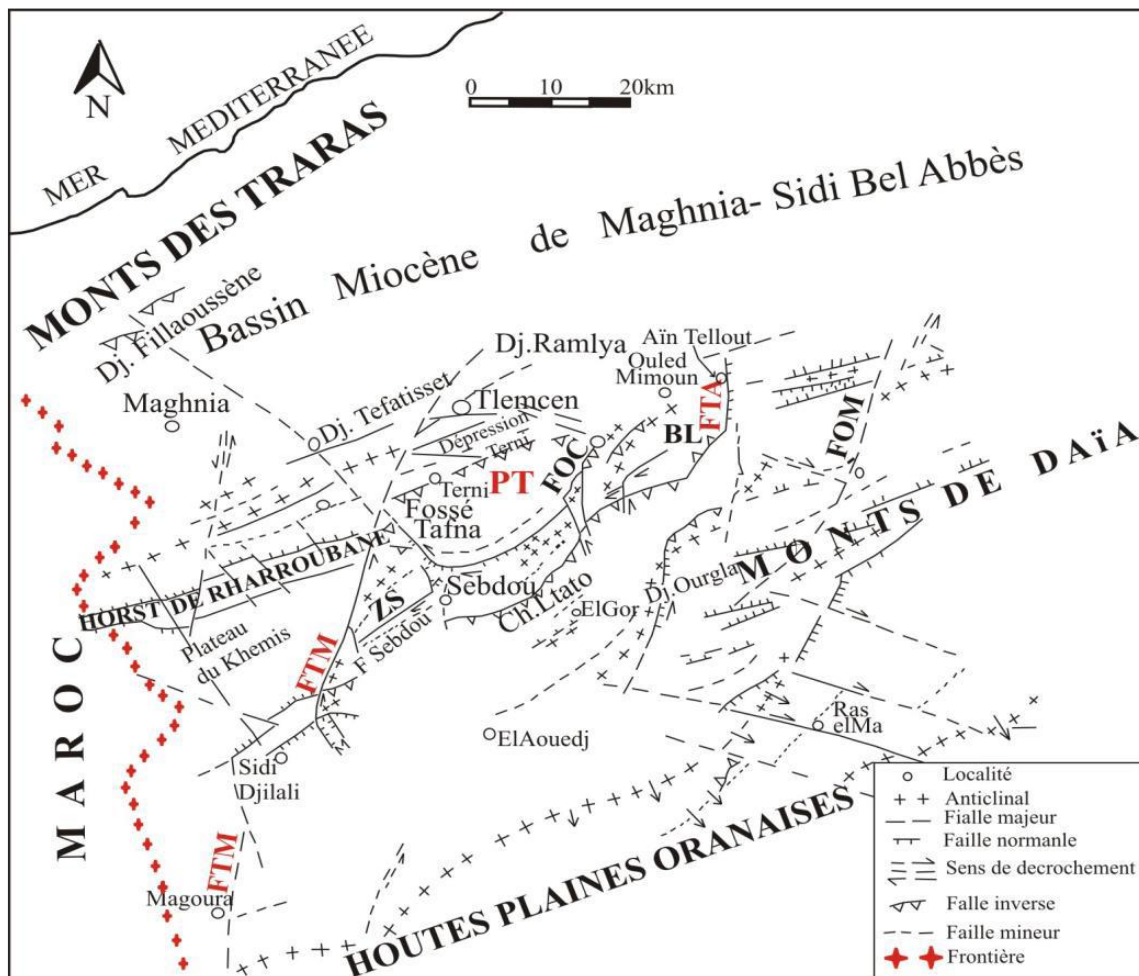 MER MEDITERRANEE
N
0 10 20km
MONTS DES TRARAS
Bassin Miocène de Maghnia- Sidi Bel Abbès
Dj. Fillaoussène
Maghnia
Dj. Tefatisset
Dj.Ramlya
Tlemcen
Dépression
Terni
Aïn Tellout
Ouled
Mimoun
FTA
BL
FOC
FOM
PT
Terni
Fossé
Tafna
HORST DE RHARROUBANE
Sebdou
ZS
F Sebdou
Ch Ltato
ElGor
Dj Ourgla
MONTS DE DAïA
Plateau
du Khemis
FTM
MAROC
Sidi
Djilali
ElAouedj
Ras
elMa
M
FTM
Magoura
HOUTES PLAINES ORANAISES
Localité
Anticlinal
Fialle majeur
Faille normanle
Sens de decrochement
Falle inverse
Faille mineur
Frontière